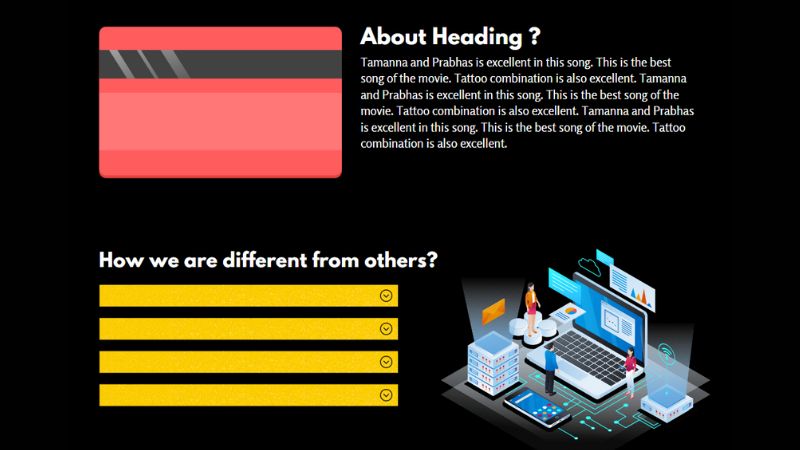 About Heading ?
Tamanna and Prabhas is excellent in this song. This is the best
song of the movie. Tattoo combination is also excellent. Tamanna
and Prabhas is excellent in this song. This is the best song of the
movie. Tattoo combination is also excellent. Tamanna and Prabhas
is excellent in this song. This is the best song of the movie. Tattoo
combination is also excellent.
How we are different from others?